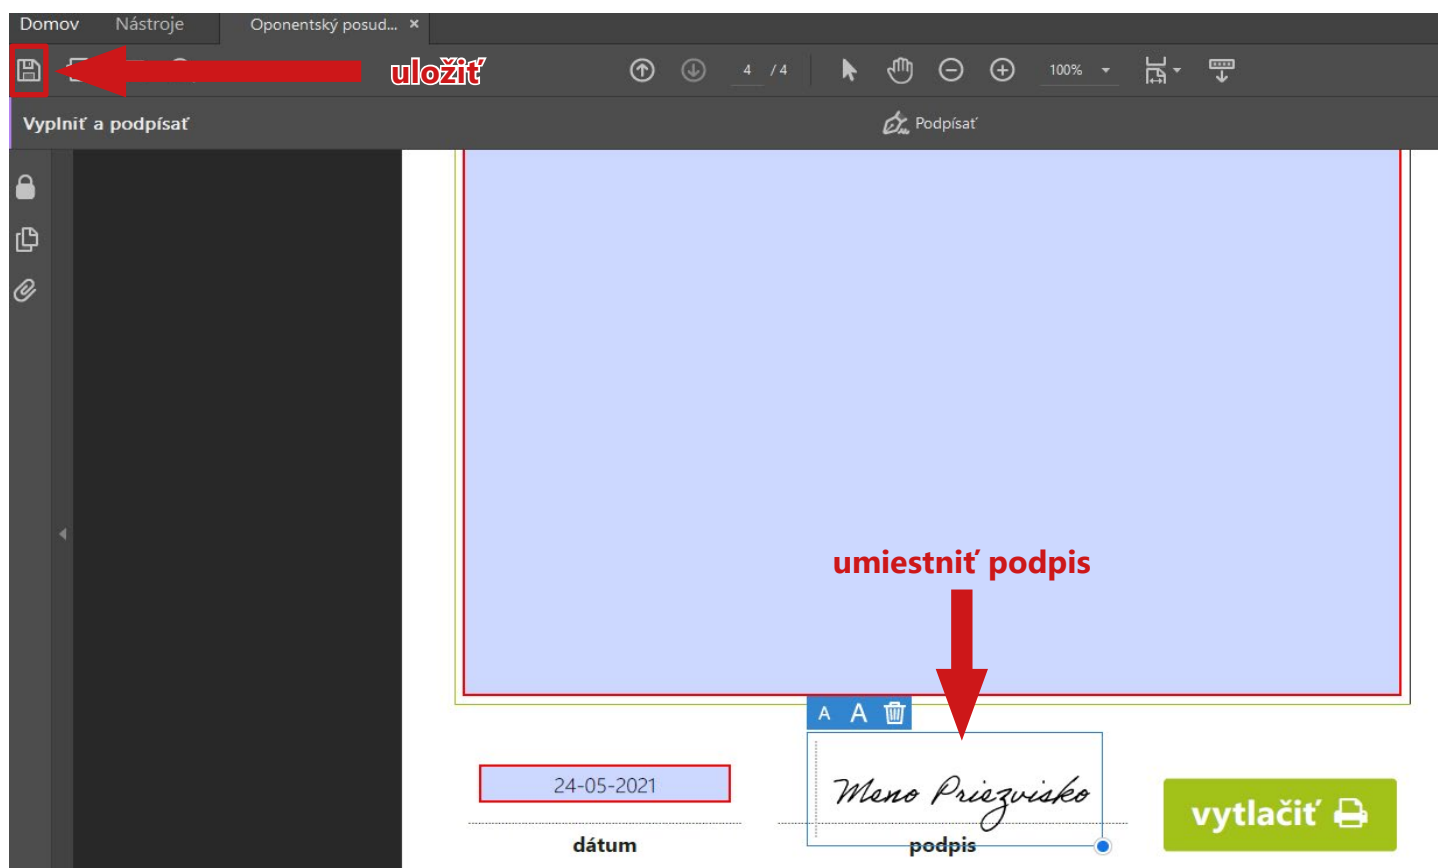 Domov Nástroje Oponentský posud... ×
uložiť 4 / 4 100%
Vyplniť a podpísať Podpísať
umiestniť podpis
A A
24-05-2021 Meno Priezvisko vytlačiť
dátum podpis